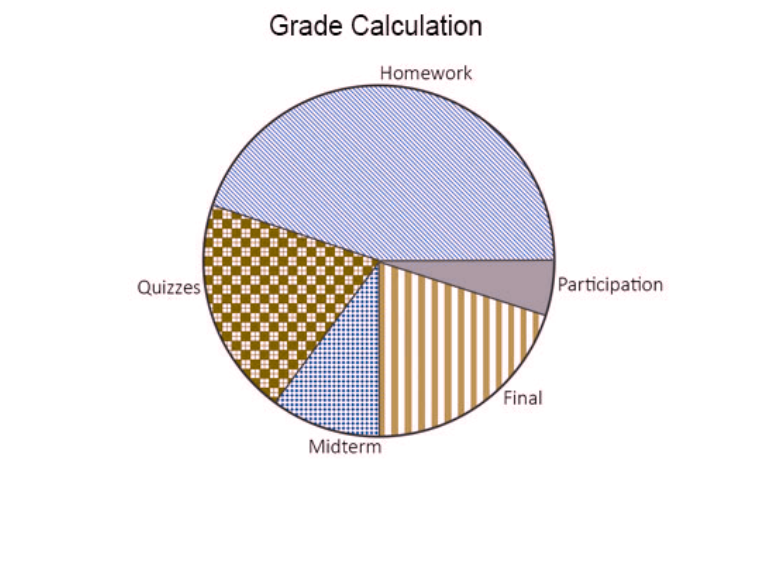 Grade Calculation
Homework
Quizzes
Participation
Final
Midterm